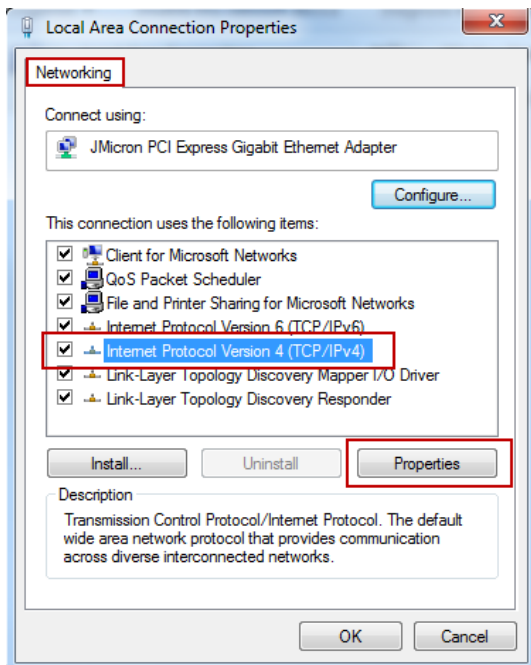 Local Area Connection Properties
Networking
Connect using:
JMicron PCI Express Gigabit Ethernet Adapter
Configure...
This connection uses the following items:
Client for Microsoft Networks
QoS Packet Scheduler
File and Printer Sharing for Microsoft Networks
Internet Protocol Version 6 (TCP/IPv6)
Internet Protocol Version 4 (TCP/IPv4)
Link-Layer Topology Discovery Mapper I/O Driver
Link-Layer Topology Discovery Responder
Install... Uninstall Properties
Description
Transmission Control Protocol/Internet Protocol. The default
wide area network protocol that provides communication
across diverse interconnected networks.
OK Cancel